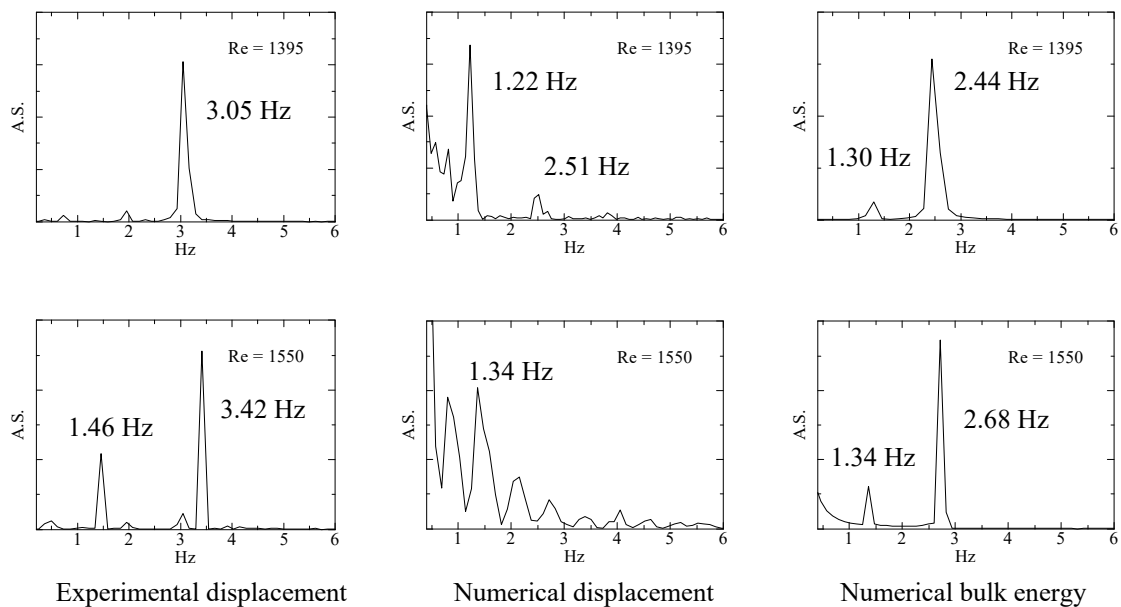 Re = 1395
3.05 Hz
A.S.
1 2 3 4 5 6
Hz
Re = 1395
1.22 Hz
2.51 Hz
A.S.
1 2 3 4 5 6
Hz
Re = 1395
2.44 Hz
1.30 Hz
A.S.
1 2 3 4 5 6
Hz
Re = 1550
3.42 Hz
1.46 Hz
A.S.
1 2 3 4 5 6
Hz
Re = 1550
1.34 Hz
A.S.
1 2 3 4 5 6
Hz
Re = 1550
2.68 Hz
1.34 Hz
A.S.
1 2 3 4 5 6
Hz
Experimental displacement
Numerical displacement
Numerical bulk energy